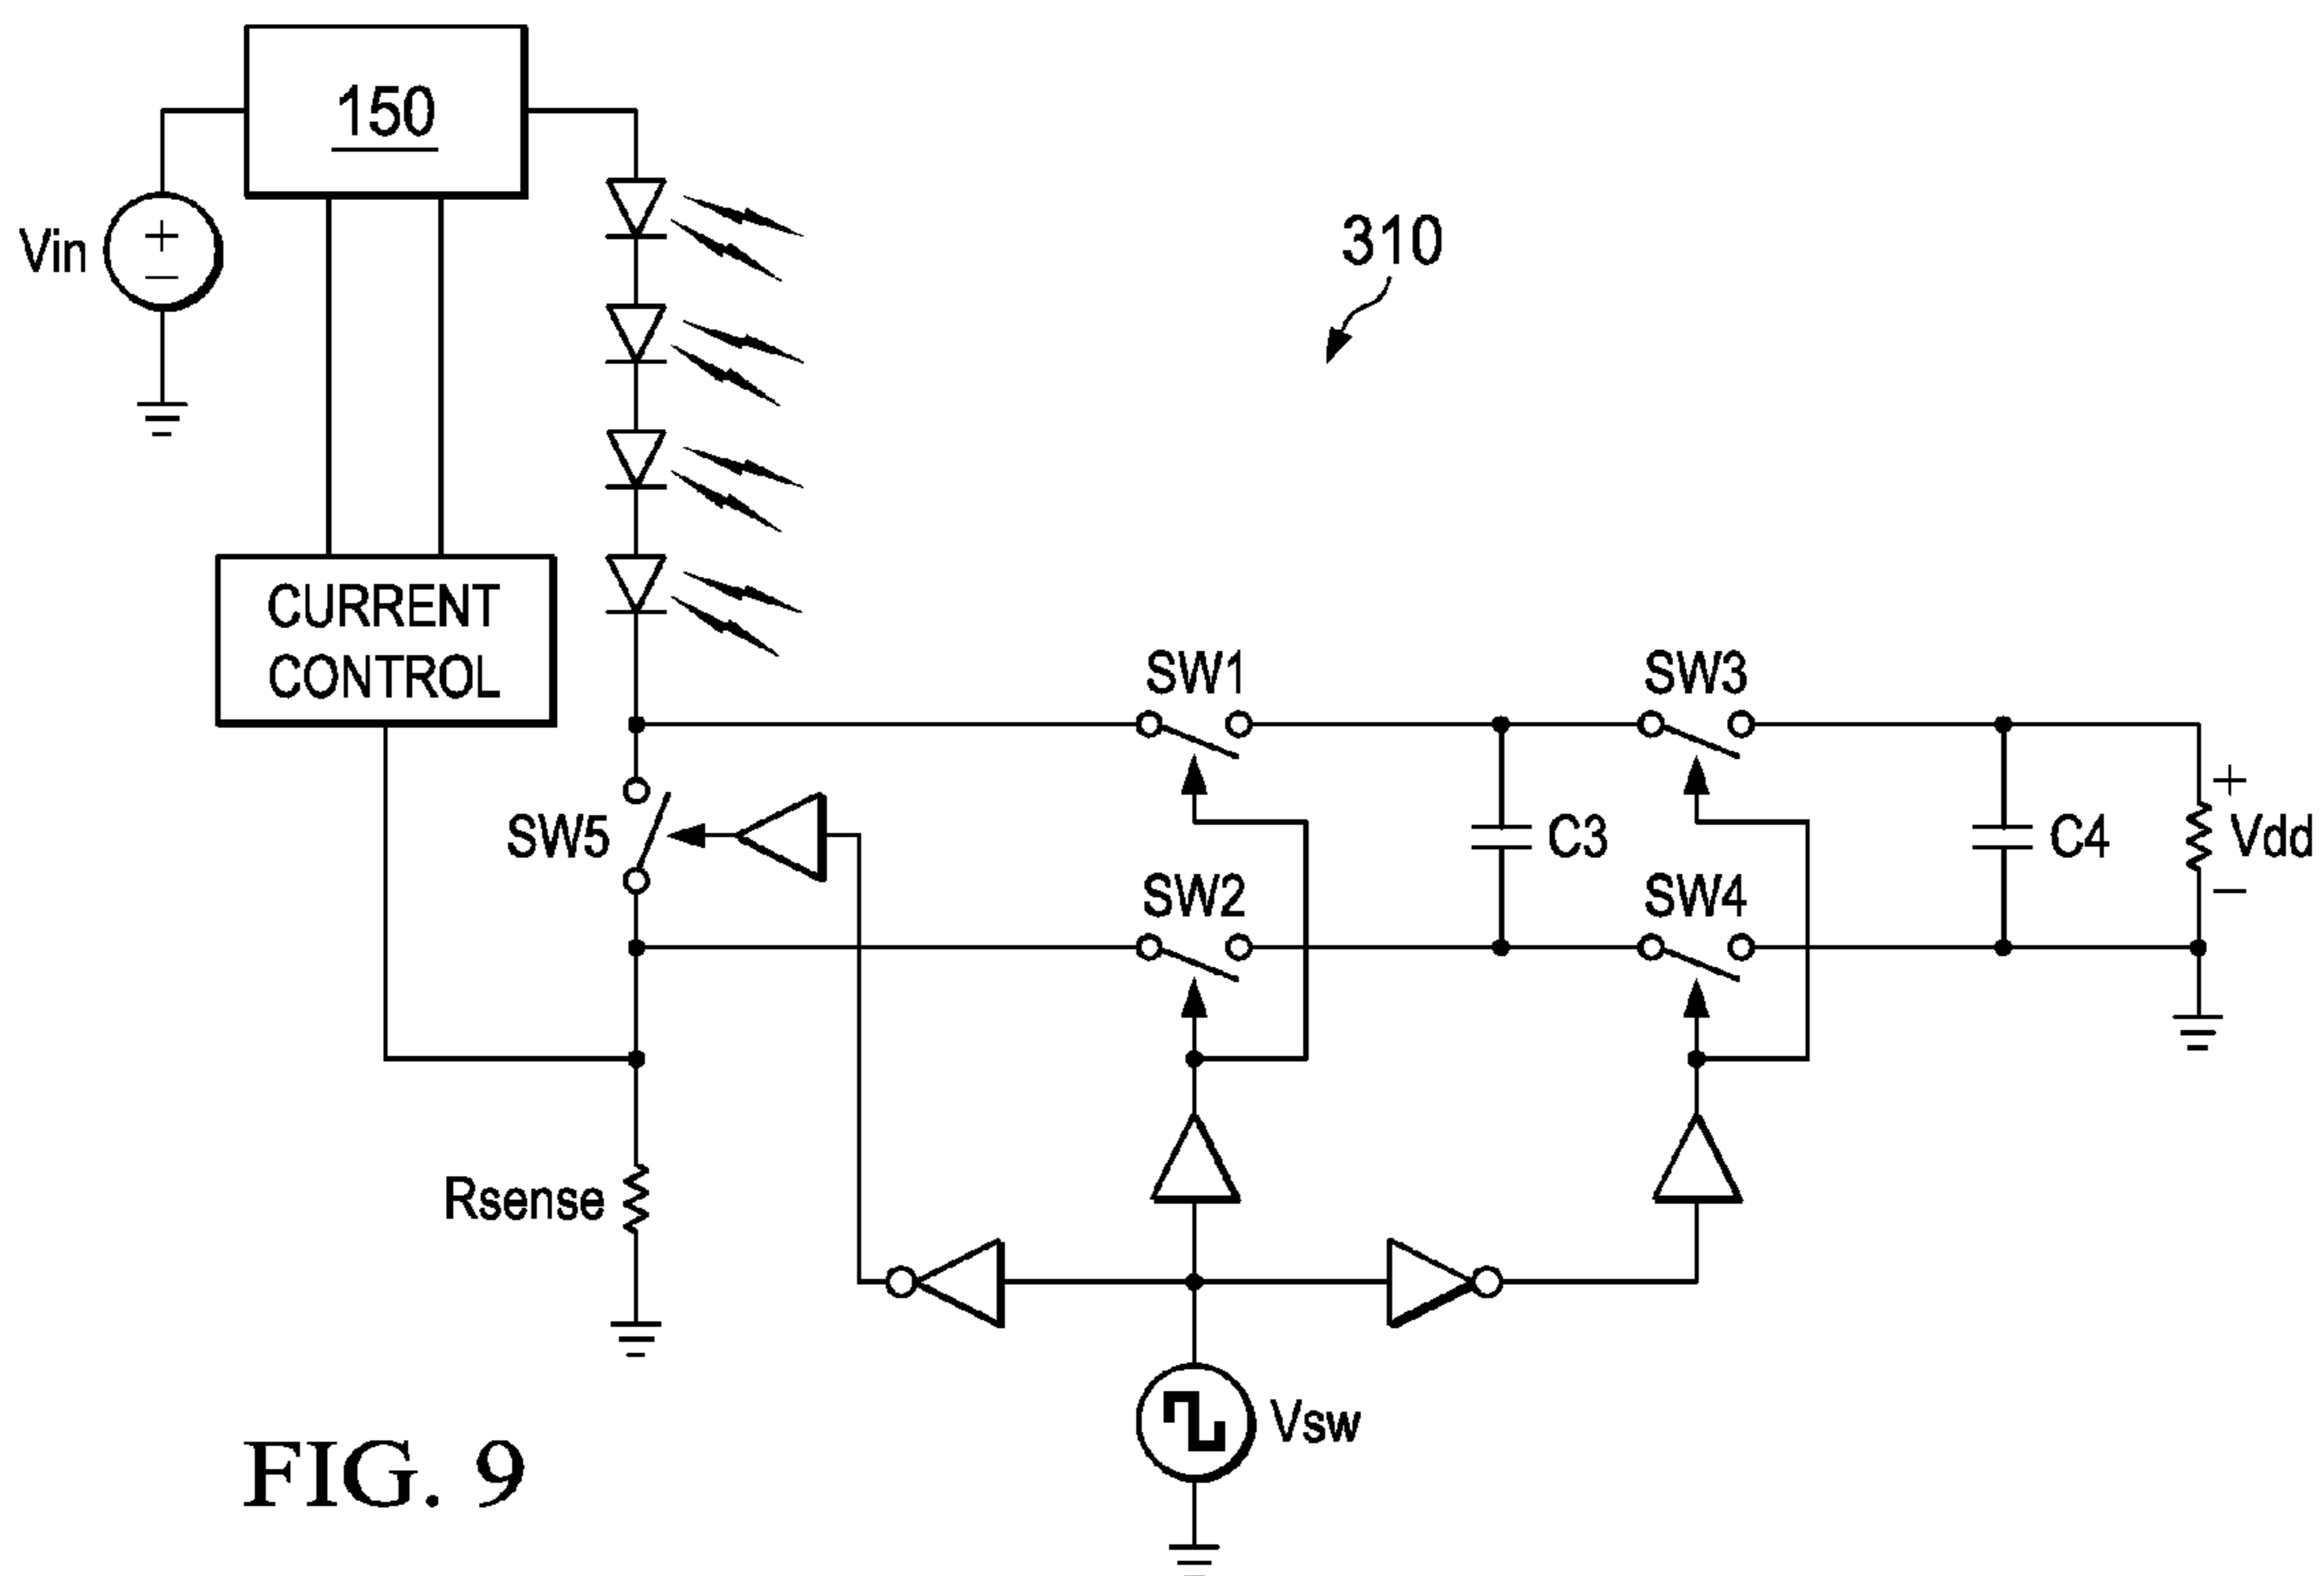 150
Vin
+
−
310
CURRENT
CONTROL
SW1
SW3
SW5
C3
C4
+
Vdd
−
SW2
SW4
Rsense
Vsw
FIG. 9